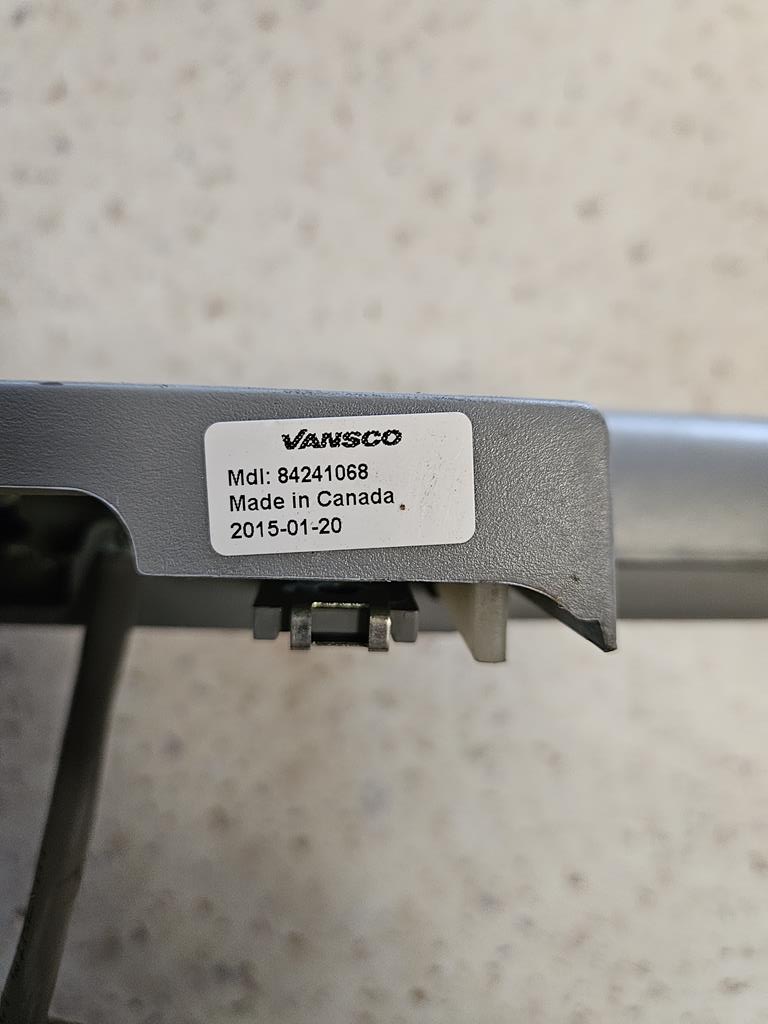 VANSCO
Mdl: 84241068
Made in Canada
2015-01-20